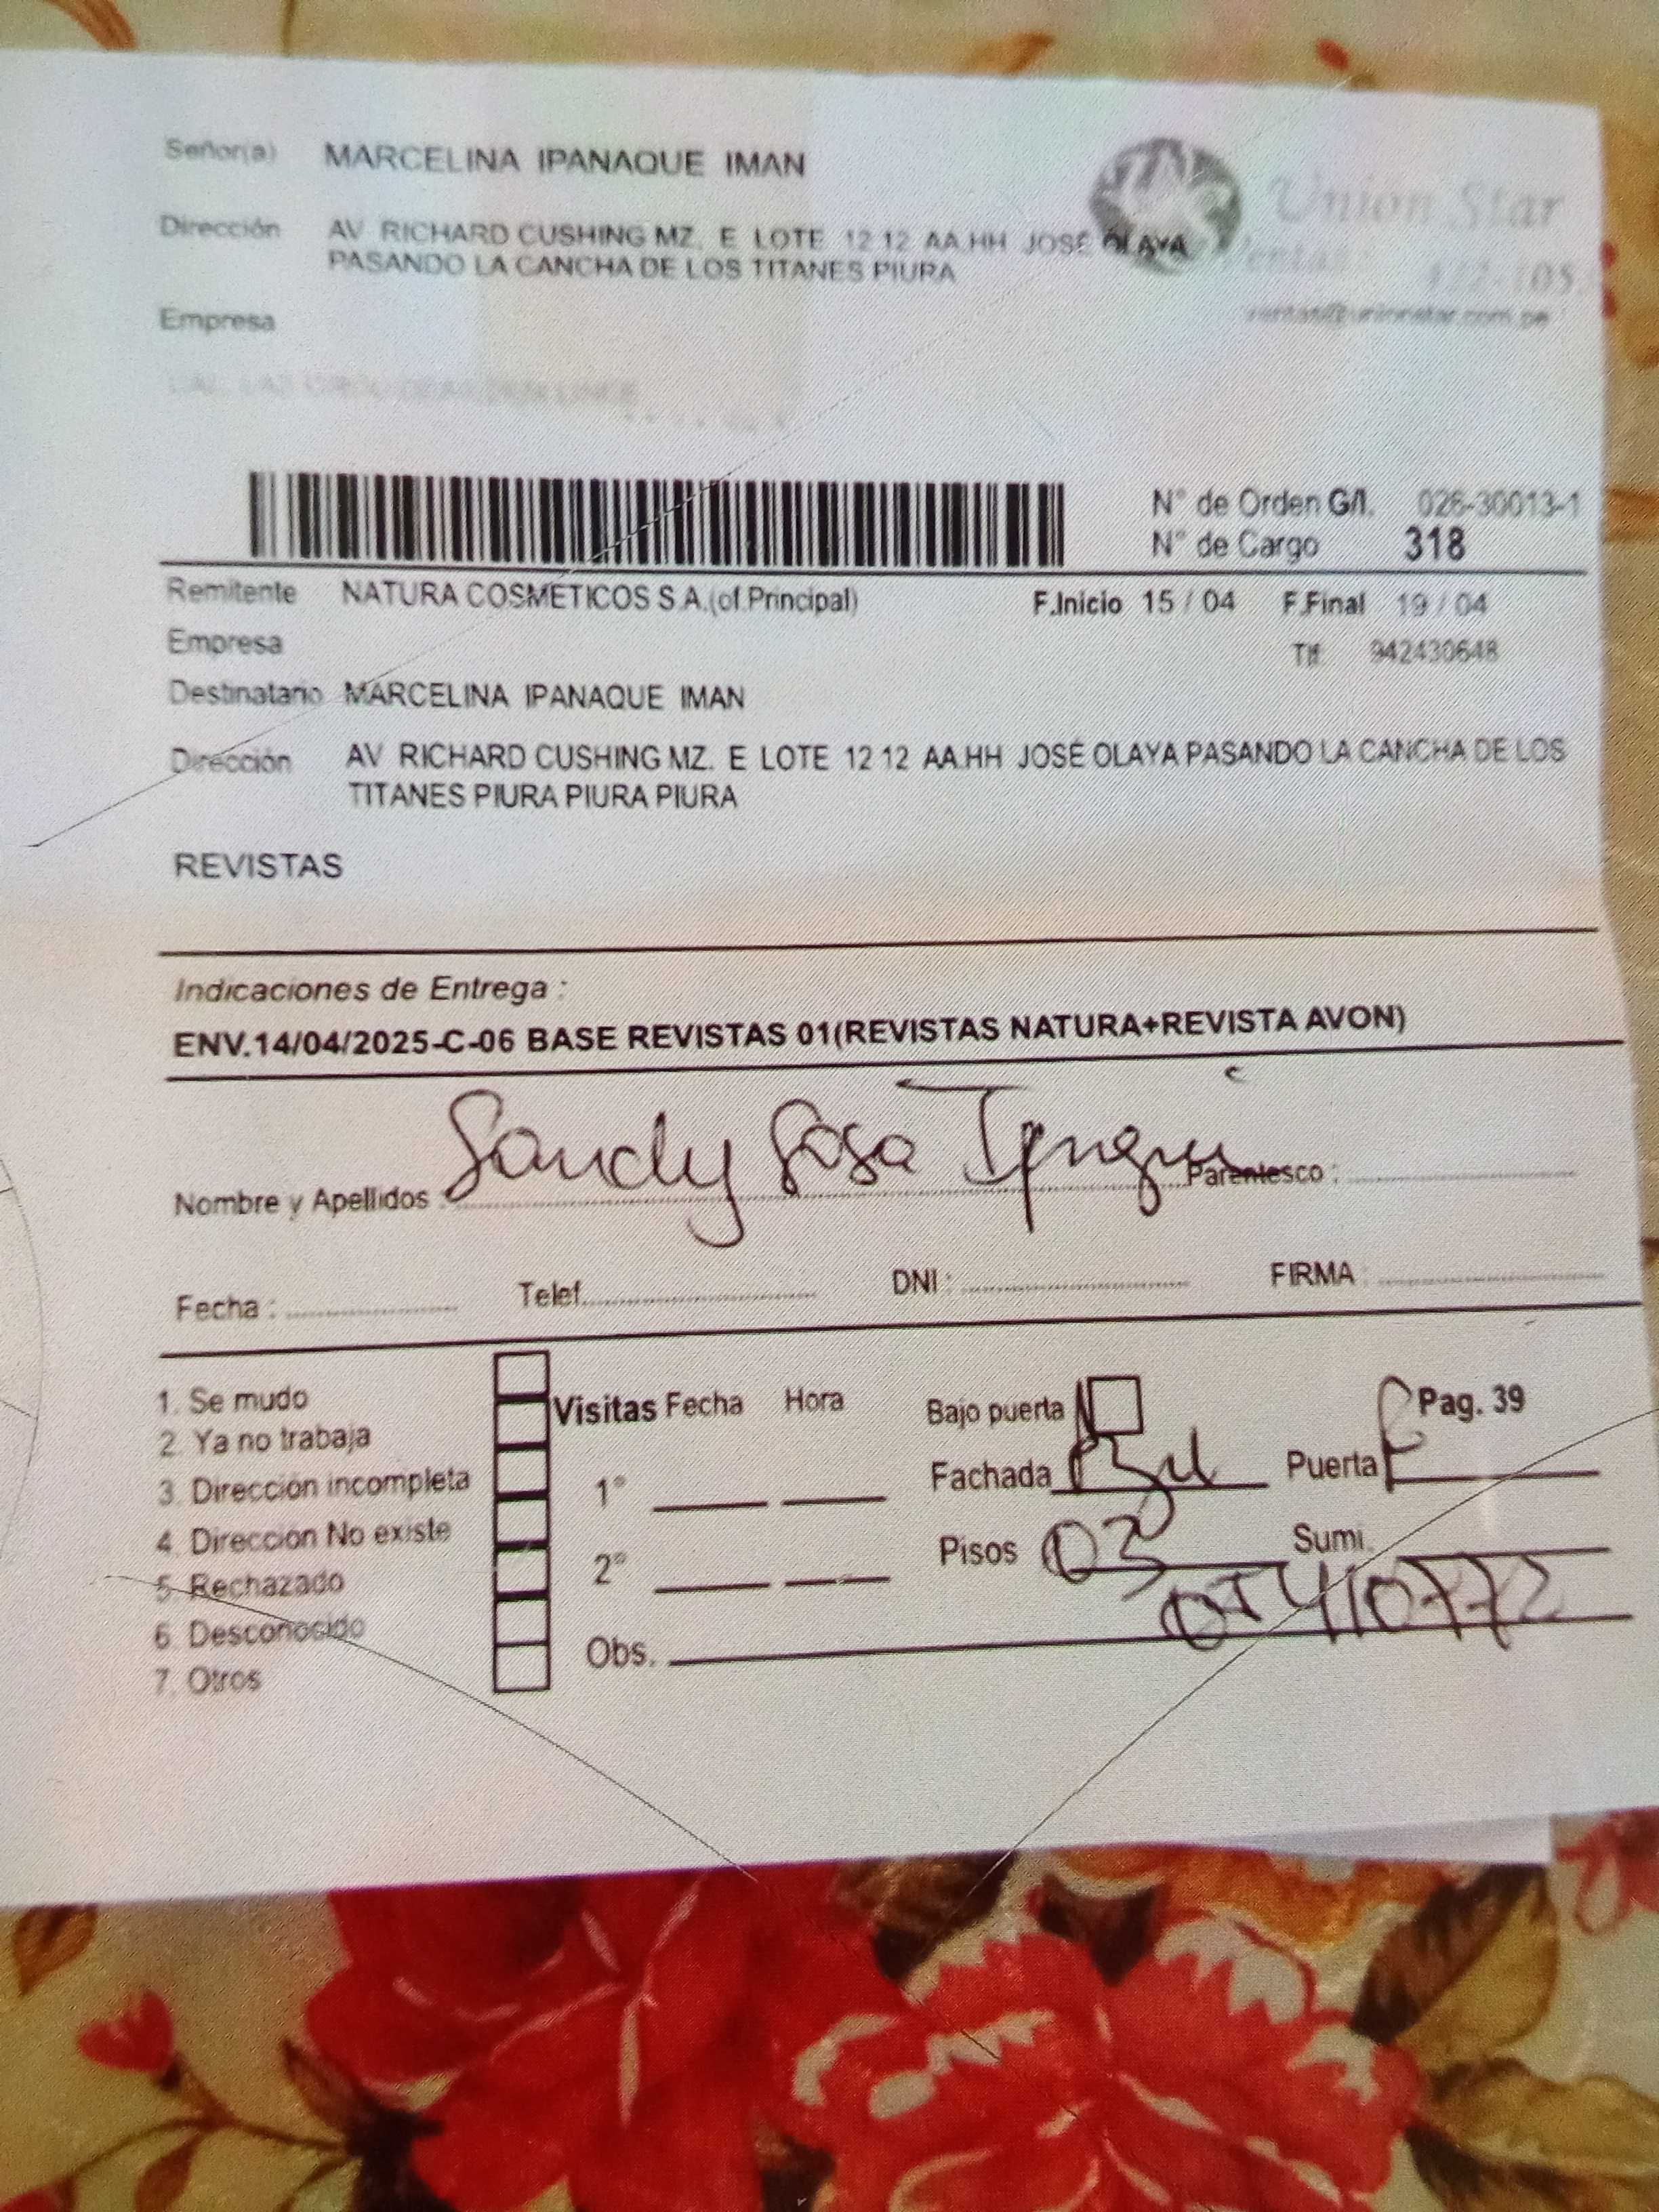 Señor(a) MARCELINA IPANAQUE IMAN
Dirección AV RICHARD CUSHING MZ. E LOTE 12 12 AA.HH JOSÉ OLAYA
PASANDO LA CANCHA DE LOS TITANES PIURA
Union Star
ventas@unionstar.com.pe
Empresa
N° de Orden G/I. 026-30013-1
N° de Cargo 318
Remitente NATURA COSMETICOS S.A.(of.Principal) F.Inicio 15 / 04 F.Final 19 / 04
Empresa Tlf. 942430648
Destinatario MARCELINA IPANAQUE IMAN
Dirección AV RICHARD CUSHING MZ. E LOTE 12 12 AA.HH JOSÉ OLAYA PASANDO LA CANCHA DE LOS
TITANES PIURA PIURA PIURA
REVISTAS
Indicaciones de Entrega :
ENV.14/04/2025-C-06 BASE REVISTAS 01(REVISTAS NATURA+REVISTA AVON)
Nombre y Apellidos : Sandy Sosa Parentesco :
Fecha : Telef. DNI : FIRMA :
1. Se mudo
2. Ya no trabaja
3. Dirección incompleta
4. Dirección No existe
5. Rechazado
6. Desconocido
7. Otros
Visitas Fecha Hora
1°
2°
Bajo puerta Pag. 39
Fachada Puerta
Pisos 03 Sumi.
Obs.